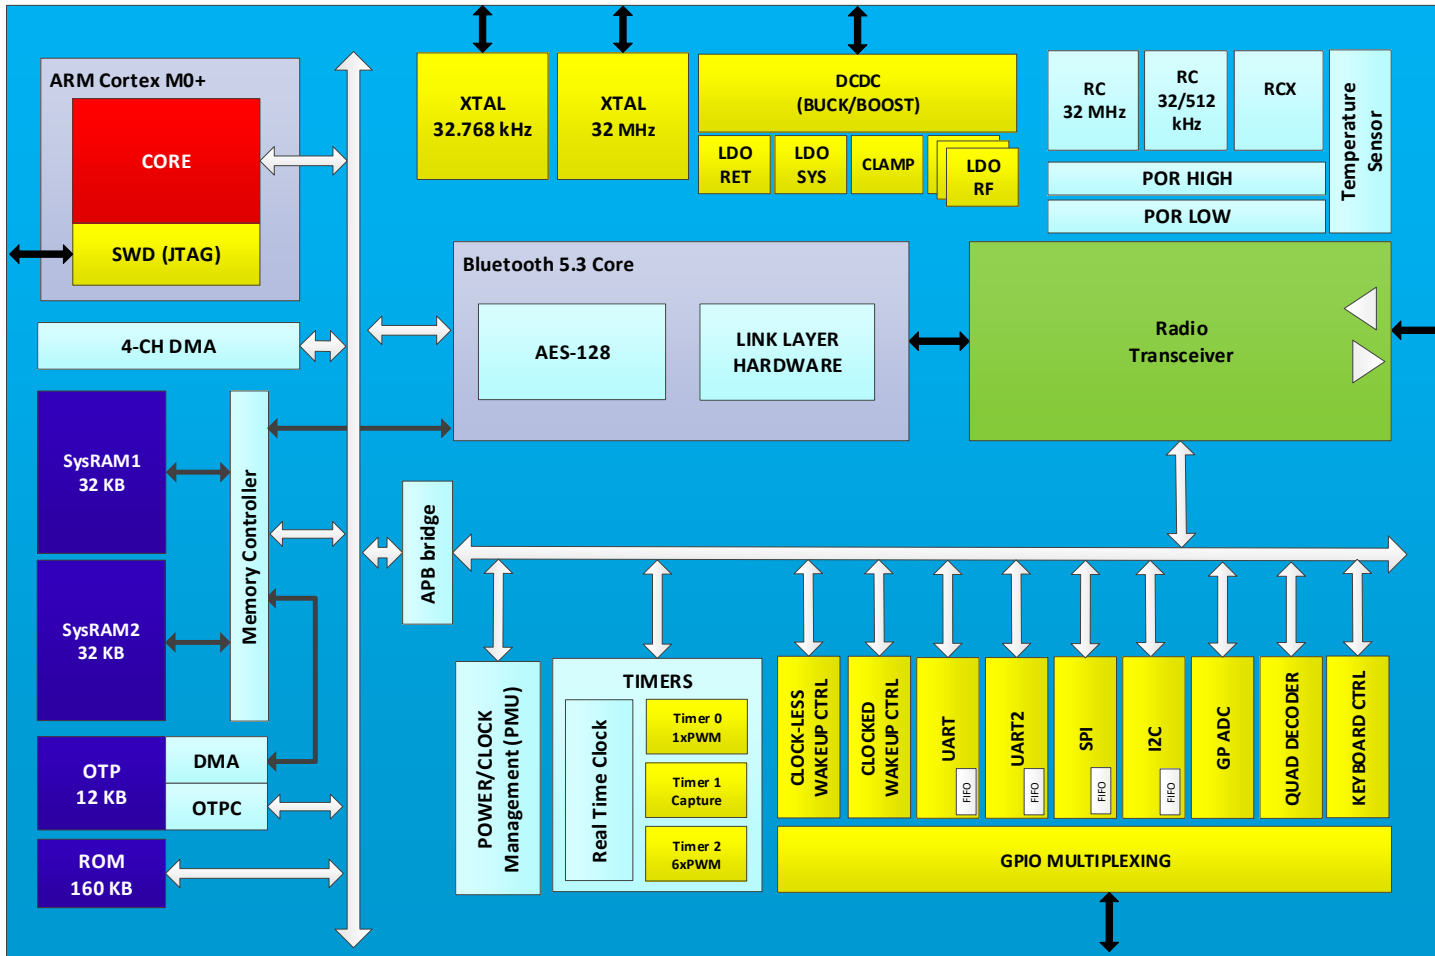 ARM Cortex M0+
CORE
SWD (JTAG)
4-CH DMA
SysRAM1
32 KB
SysRAM2
32 KB
Memory Controller
OTP
12 KB
DMA
OTPC
ROM
160 KB
XTAL
32.768 kHz
XTAL
32 MHz
DCDC
(BUCK/BOOST)
LDO
RET
LDO
SYS
CLAMP
LDO
RF
RC
32 MHz
RC
32/512
kHz
RCX
POR HIGH
POR LOW
Temperature
Sensor
Bluetooth 5.3 Core
AES-128
LINK LAYER
HARDWARE
Radio
Transceiver
APB bridge
POWER/CLOCK
Management (PMU)
TIMERS
Real Time Clock
Timer 0
1xPWM
Timer 1
Capture
Timer 2
6xPWM
CLOCK-LESS
WAKEUP CTRL
CLOCKED
WAKEUP CTRL
UART
FIFO
UART2
FIFO
SPI
FIFO
I2C
FIFO
GP ADC
QUAD DECODER
KEYBOARD CTRL
GPIO MULTIPLEXING